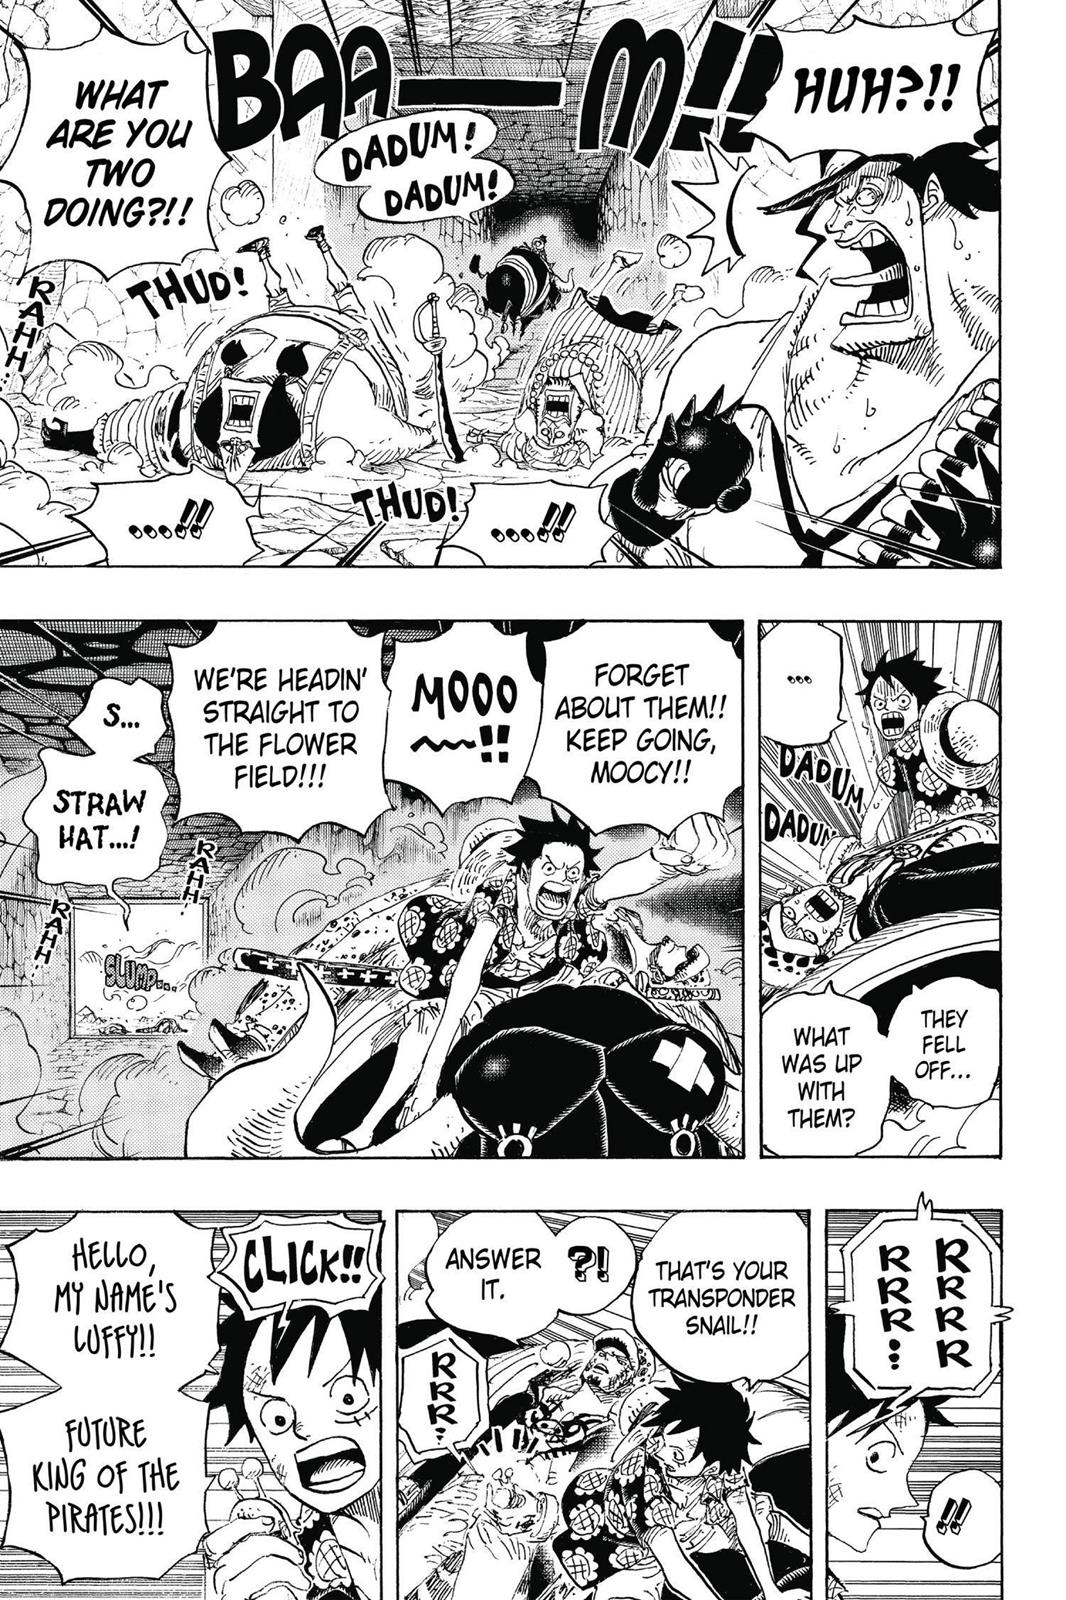 HUH?!!
BAA—M!!
DADUM!
DADUM!
WHAT
ARE YOU
TWO
DOING?!!
THUD!
RAHH..
THUD!
...!!
...!!
...
DADUM
DADUM
THEY
FELL
OFF...
WHAT
WAS UP
WITH
THEM?
FORGET
ABOUT THEM!!
KEEP GOING,
MOOCY!!
MOOO
~!!
WE'RE HEADIN'
STRAIGHT TO
THE FLOWER
FIELD!!!
S...
STRAW
HAT...!
RAHH!
RAHH!
SLUMP...
RRRR
RRR...
!!
THAT'S YOUR
TRANSPONDER
SNAIL!!
?!
ANSWER
IT.
RRR..
CLICK!!
HELLO,
MY NAME'S
LUFFY!!
FUTURE
KING OF THE
PIRATES!!!